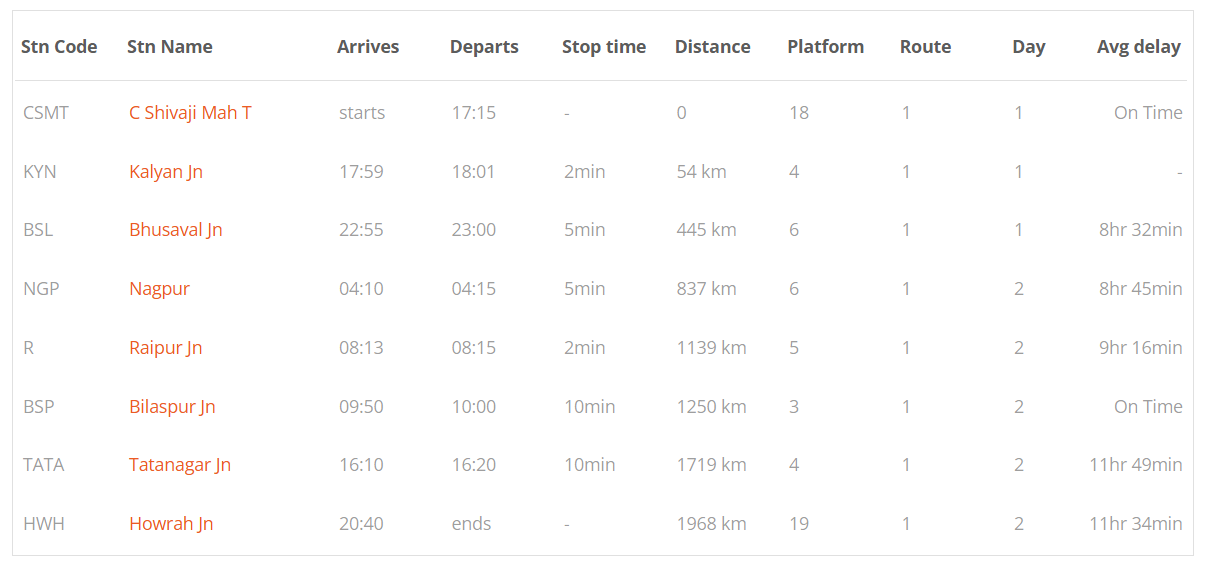 Stn Code Stn Name Arrives Departs Stop time Distance Platform Route Day Avg delay
CSMT C Shivaji Mah T starts 17:15 - 0 18 1 1 On Time
KYN Kalyan Jn 17:59 18:01 2min 54 km 4 1 1 -
BSL Bhusaval Jn 22:55 23:00 5min 445 km 6 1 1 8hr 32min
NGP Nagpur 04:10 04:15 5min 837 km 6 1 2 8hr 45min
R Raipur Jn 08:13 08:15 2min 1139 km 5 1 2 9hr 16min
BSP Bilaspur Jn 09:50 10:00 10min 1250 km 3 1 2 On Time
TATA Tatanagar Jn 16:10 16:20 10min 1719 km 4 1 2 11hr 49min
HWH Howrah Jn 20:40 ends - 1968 km 19 1 2 11hr 34min